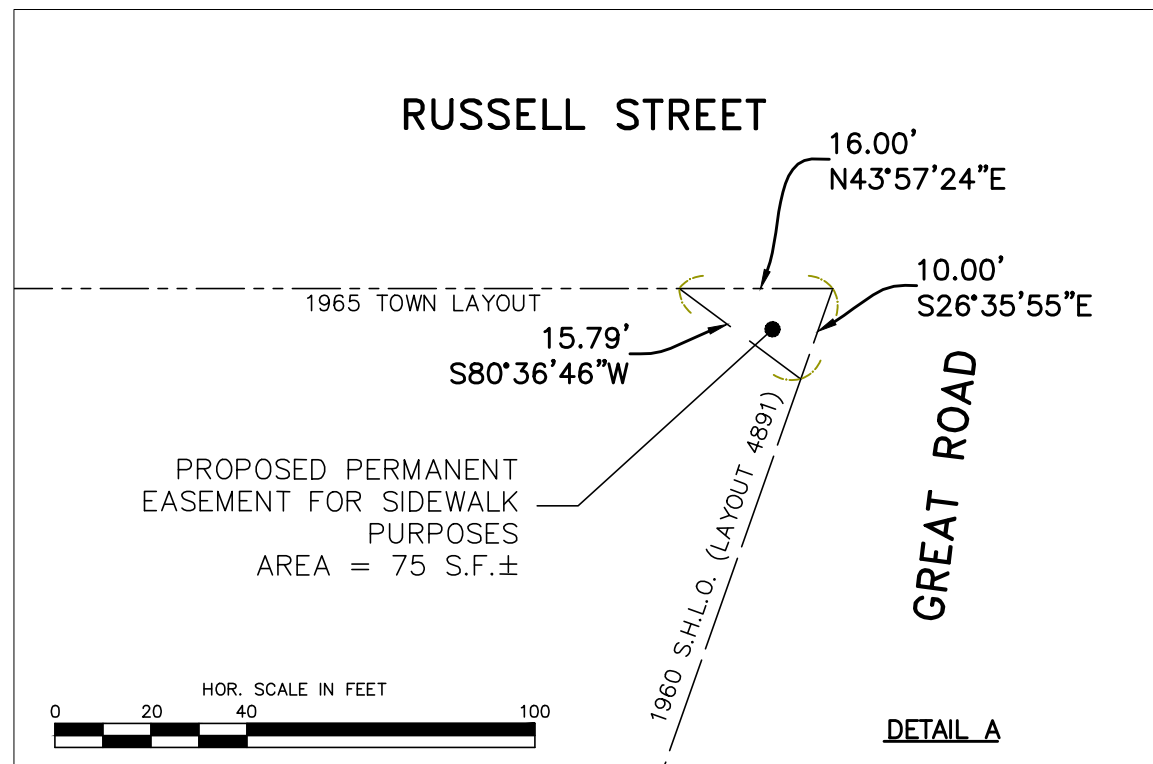 RUSSELL STREET
16.00'
N43°57'24"E
10.00'
S26°35'55"E
1965 TOWN LAYOUT
15.79'
S80°36'46"W
GREAT ROAD
1960 S.H.L.O. (LAYOUT 4891)
PROPOSED PERMANENT
EASEMENT FOR SIDEWALK
PURPOSES
AREA = 75 S.F.±
HOR. SCALE IN FEET
0 20 40 100
DETAIL A